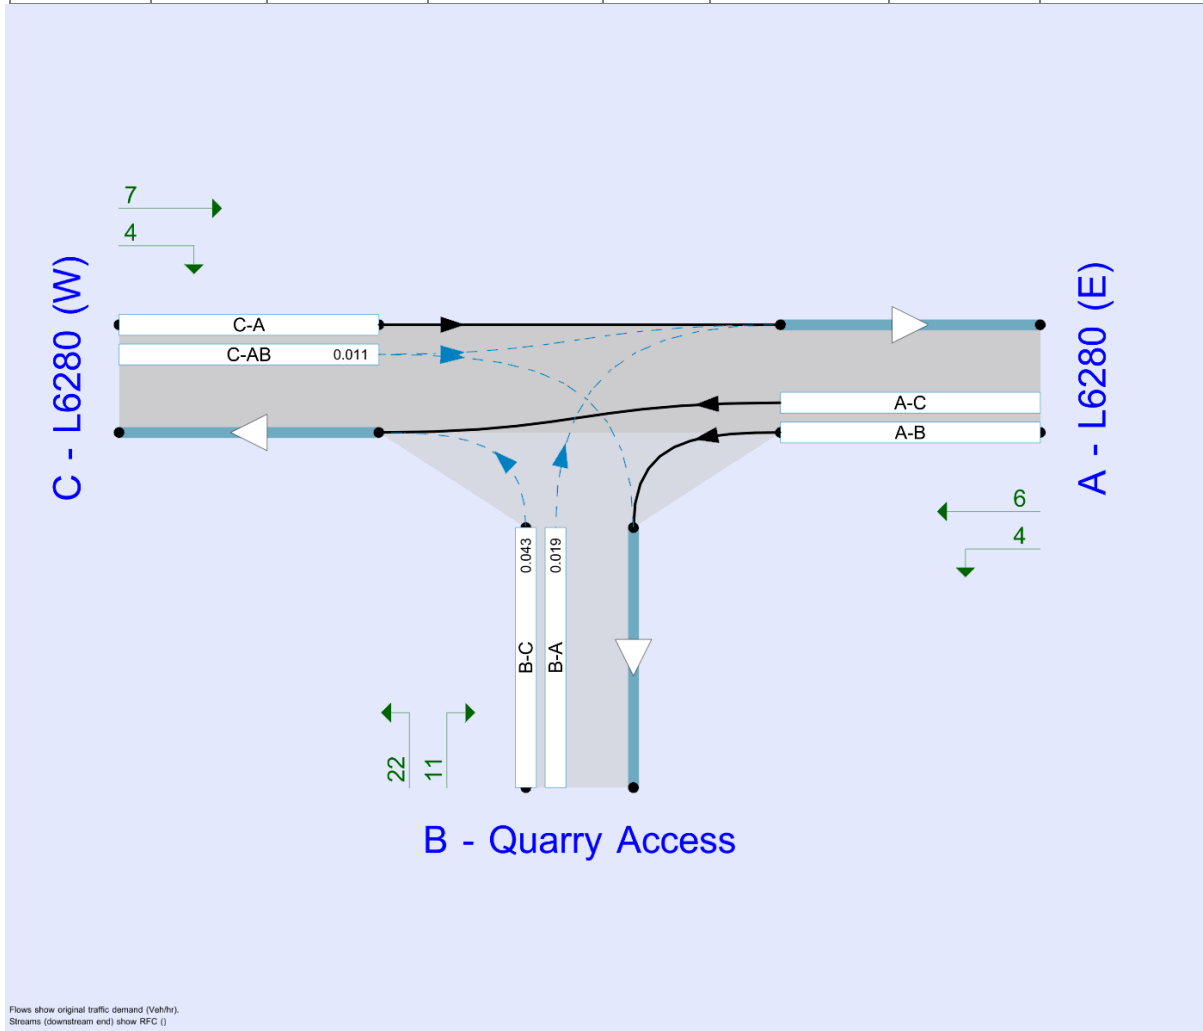 7
4
C - L6280 (W)
A - L6280 (E)
C-A
C-AB 0.011
A-C
A-B
6
4
0.043
0.019
B-C
B-A
22
11
B - Quarry Access
Flows show original traffic demand (Veh/hr).
Streams (downstream end) show RFC ()